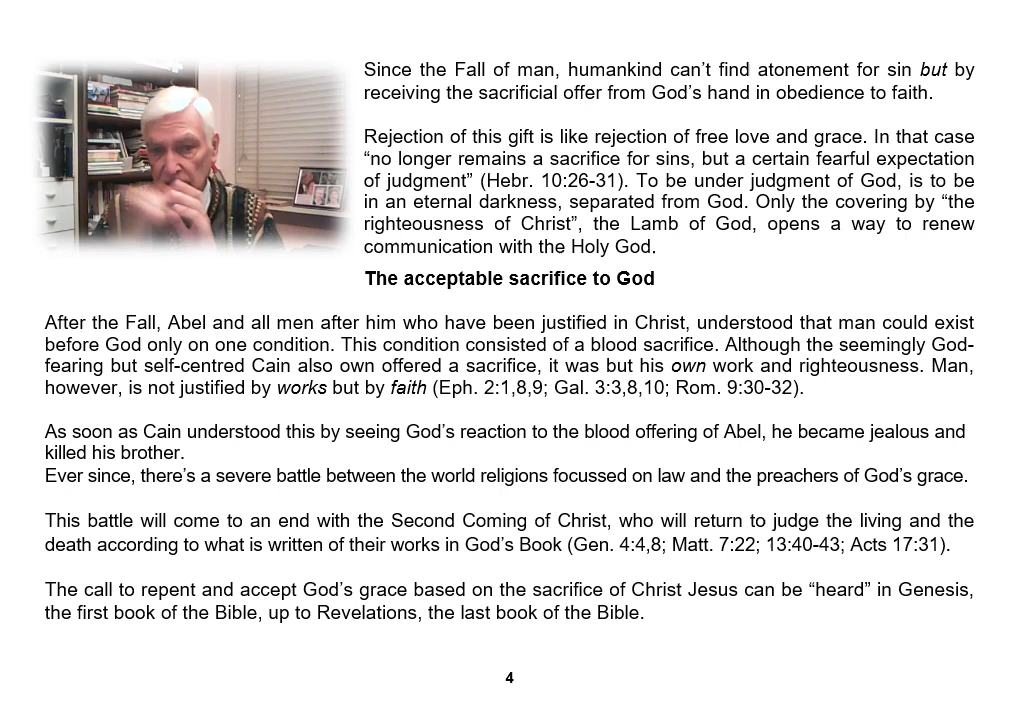 Since the Fall of man, humankind can't find atonement for sin but by
receiving the sacrificial offer from God's hand in obedience to faith.
Rejection of this gift is like rejection of free love and grace. In that case
“no longer remains a sacrifice for sins, but a certain fearful expectation
of judgment” (Hebr. 10:26-31). To be under judgment of God, is to be
in an eternal darkness, separated from God. Only the covering by “the
righteousness of Christ”, the Lamb of God, opens a way to renew
communication with the Holy God.
The acceptable sacrifice to God
After the Fall, Abel and all men after him who have been justified in Christ, understood that man could exist
before God only on one condition. This condition consisted of a blood sacrifice. Although the seemingly God-
fearing but self-centred Cain also own offered a sacrifice, it was but his own work and righteousness. Man,
however, is not justified by works but by faith (Eph. 2:1,8,9; Gal. 3:3,8,10; Rom. 9:30-32).
As soon as Cain understood this by seeing God's reaction to the blood offering of Abel, he became jealous and
killed his brother.
Ever since, there's a severe battle between the world religions focussed on law and the preachers of God's grace.
This battle will come to an end with the Second Coming of Christ, who will return to judge the living and the
death according to what is written of their works in God's Book (Gen. 4:4,8; Matt. 7:22; 13:40-43; Acts 17:31).
The call to repent and accept God's grace based on the sacrifice of Christ Jesus can be “heard” in Genesis,
the first book of the Bible, up to Revelations, the last book of the Bible.
4